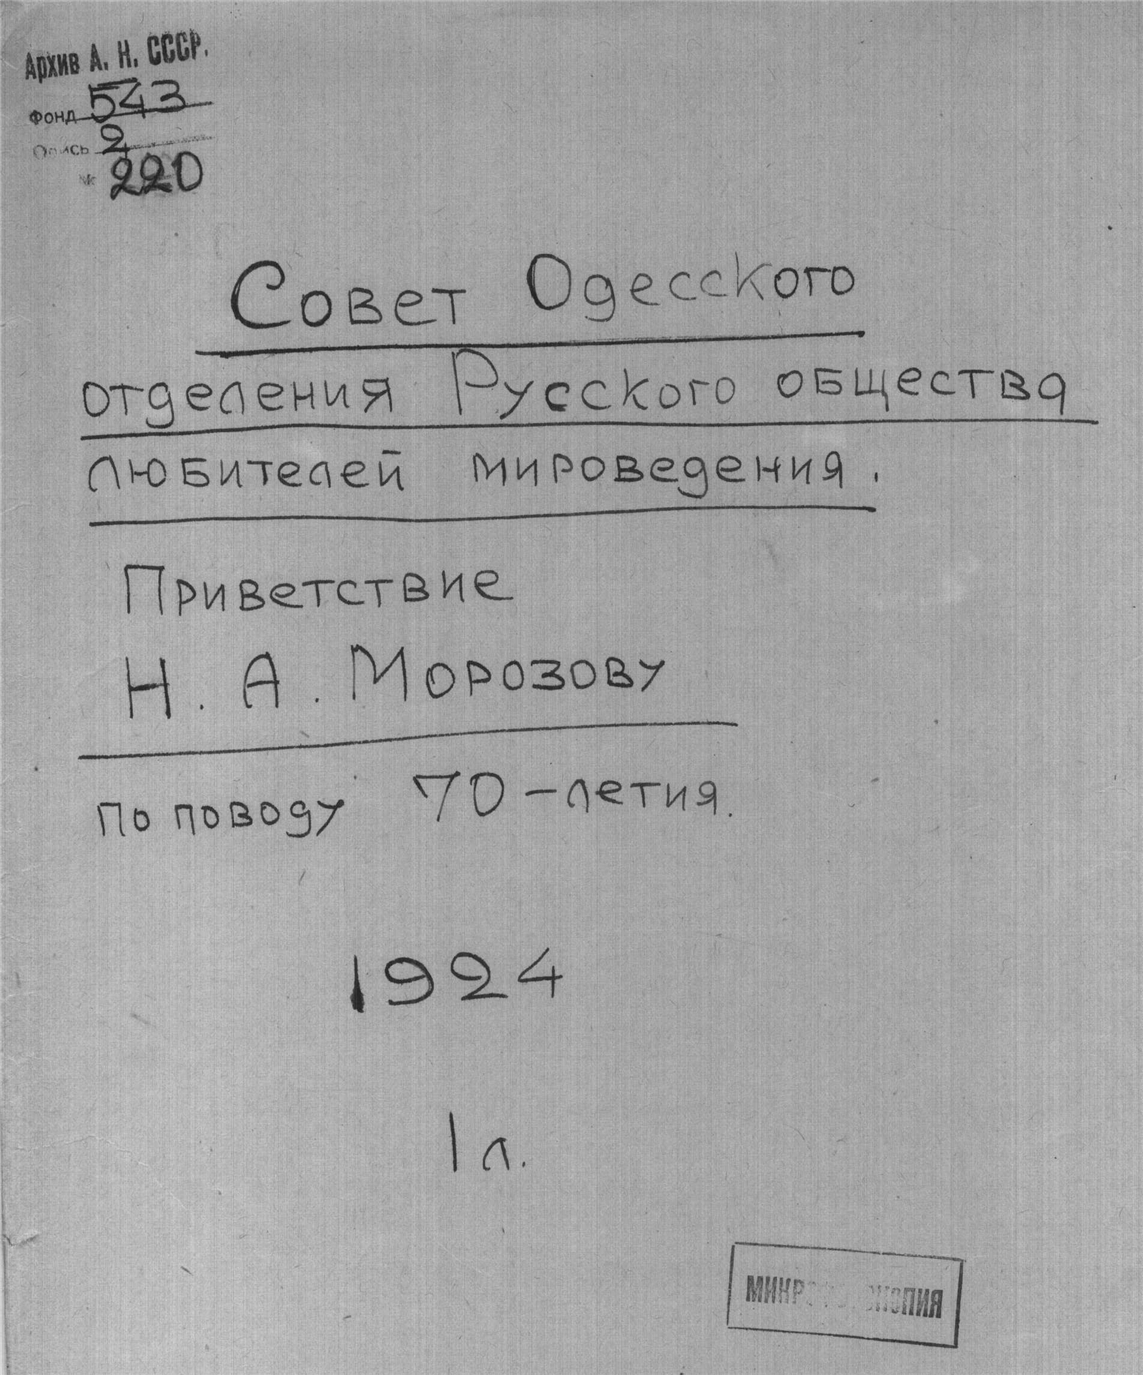 Архив А. Н. СССР.
Фонд 543
Опись 2
№ 220
Совет Одесского
отделения Русского общества
любителей мироведения.
Приветствие
Н. А. Морозову
по поводу 70-летия.
1924
1 л.